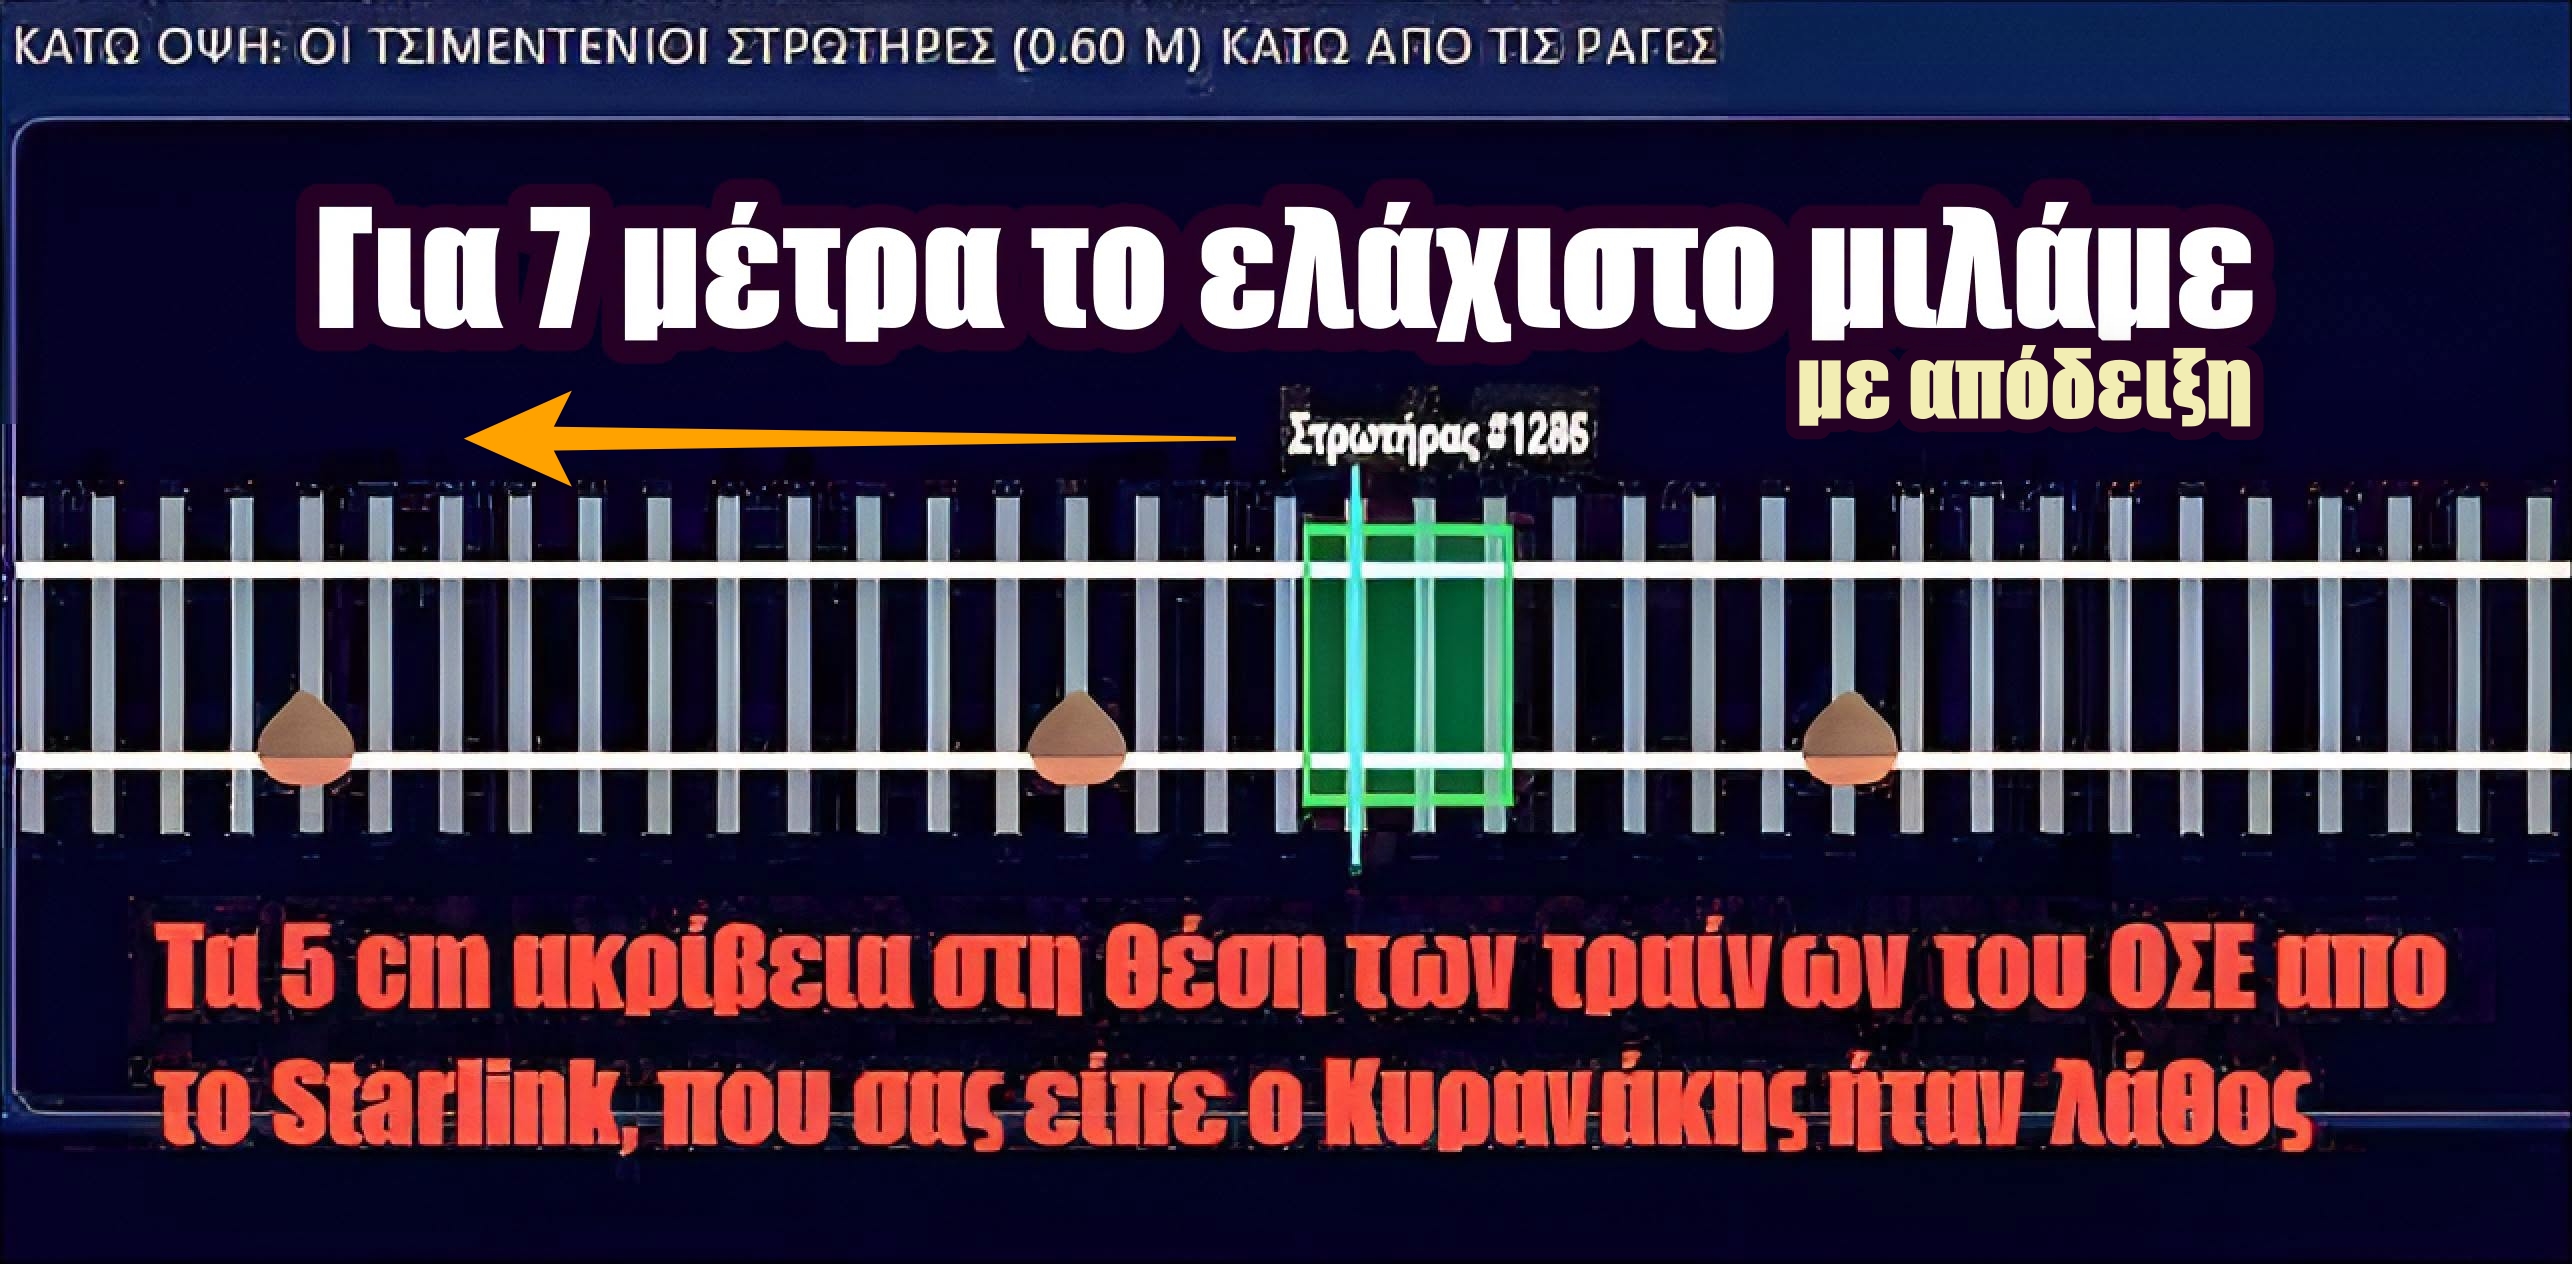 ΚΑΤΩ ΟΨΗ: ΟΙ ΤΣΙΜΕΝΤΕΝΙΟΙ ΣΤΡΩΤΗΡΕΣ (0.60 Μ) ΚΑΤΩ ΑΠΟ ΤΙΣ ΡΑΓΕΣ
Για 7 μέτρα το ελάχιστο μιλάμε
με απόδειξη
Στρωτήρας #1286
Τα 5 cm ακρίβεια στη θέση των τραίνων του ΟΣΕ απο
το Starlink, που σας είπε ο Κυρανάκης ήταν λάθος